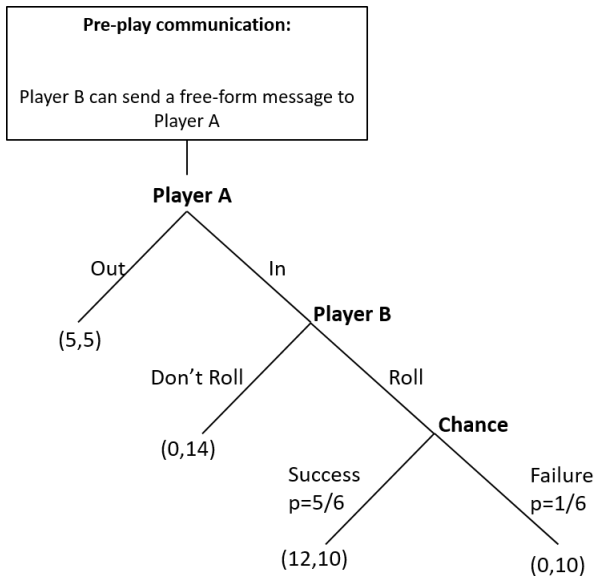 Pre-play communication:
Player B can send a free-form message to
Player A
Player A
Out
In
Player B
(5,5)
Don't Roll
Roll
Chance
(0,14)
Success
p=5/6
Failure
p=1/6
(12,10)
(0,10)